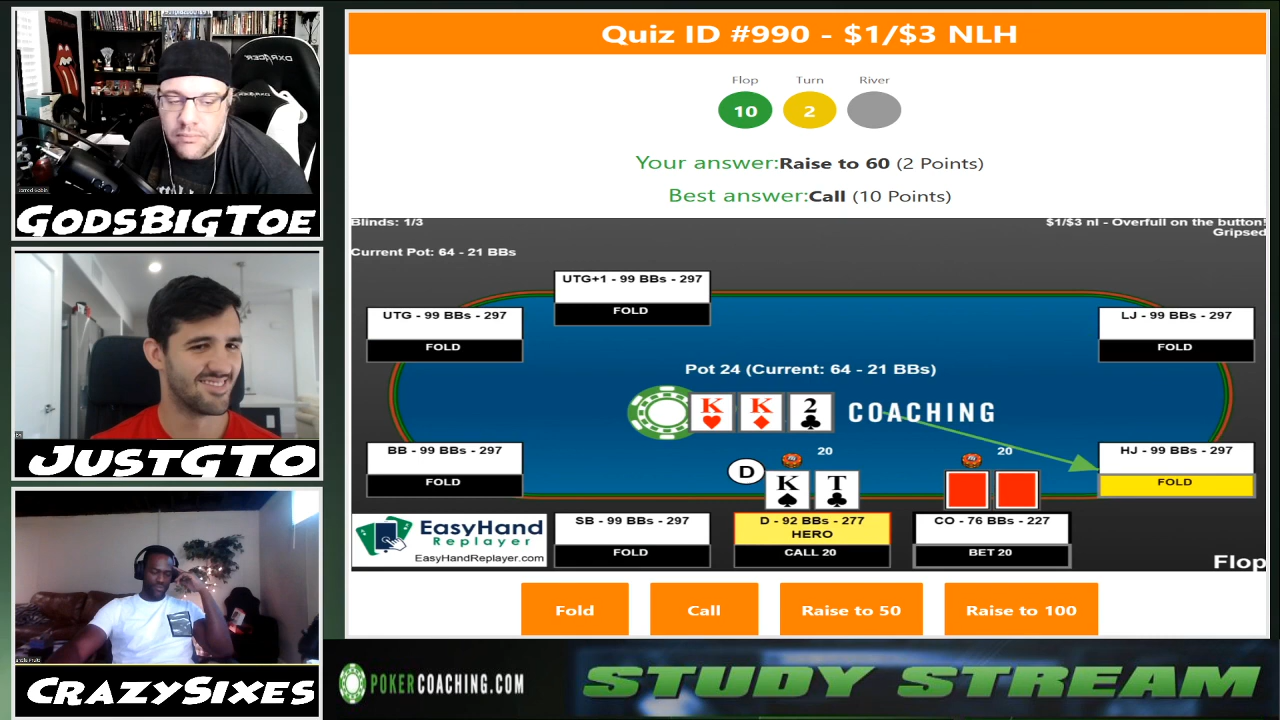 Quiz ID #990 - $1/$3 NLH
Flop Turn River
10 2
Your answer:Raise to 60 (2 Points)
Best answer:Call (10 Points)
Blinds: 1/3
$1/$3 nl - Overfull on the button!
Gripsed
Current Pot: 64 - 21 BBs
UTG+1 - 99 BBs - 297
FOLD
UTG - 99 BBs - 297
FOLD
LJ - 99 BBs - 297
FOLD
Pot 24 (Current: 64 - 21 BBs)
K K 2
COACHING
BB - 99 BBs - 297
FOLD
HJ - 99 BBs - 297
FOLD
20 20
D
K T
EasyHand
Replayer
EasyHandReplayer.com
SB - 99 BBs - 297
FOLD
D - 92 BBs - 277
HERO
CALL 20
CO - 76 BBs - 227
BET 20
Flop
Fold Call Raise to 50 Raise to 100
POKERCOACHING.COM
STUDY STREAM
DXRACER
GODSBIGTOE
JUSTGTO
CRAZYSIXES